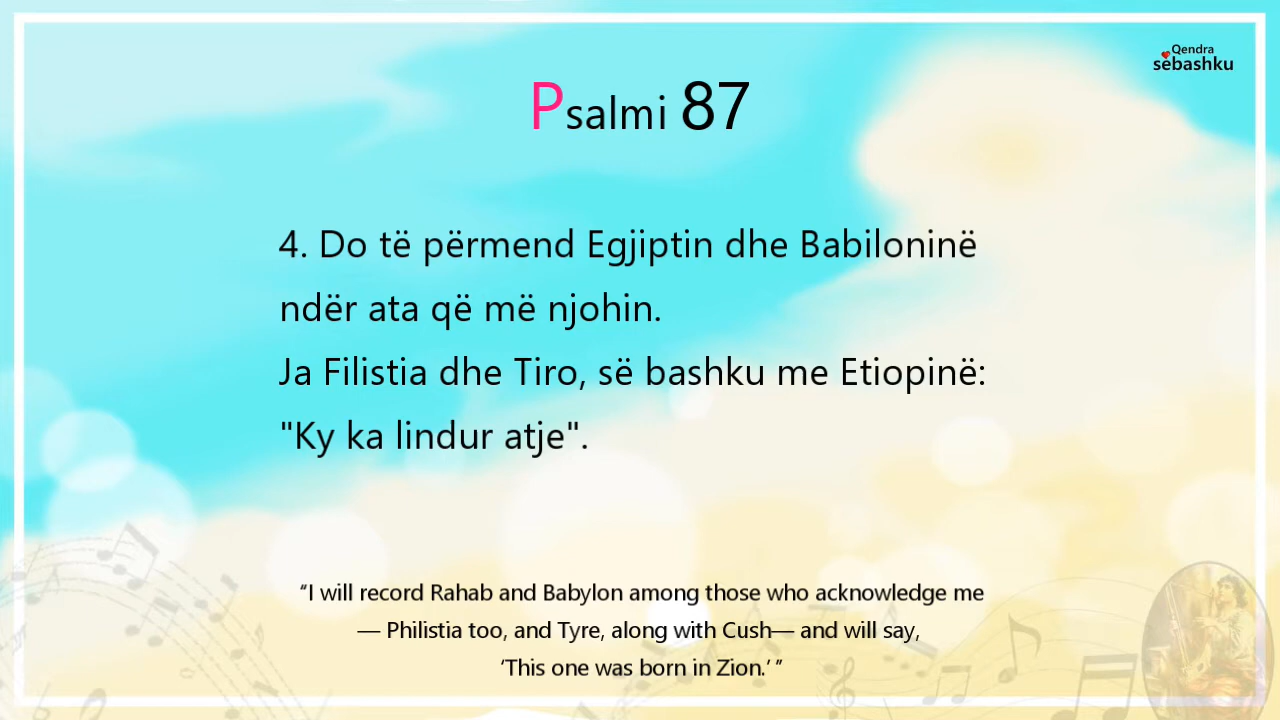 Qendra
sëbashku
Psalmi 87
4. Do të përmend Egjiptin dhe Babiloninë
ndër ata që më njohin.
Ja Filistia dhe Tiro, së bashku me Etiopinë:
"Ky ka lindur atje".
“I will record Rahab and Babylon among those who acknowledge me
— Philistia too, and Tyre, along with Cush— and will say,
‘This one was born in Zion.’ ”